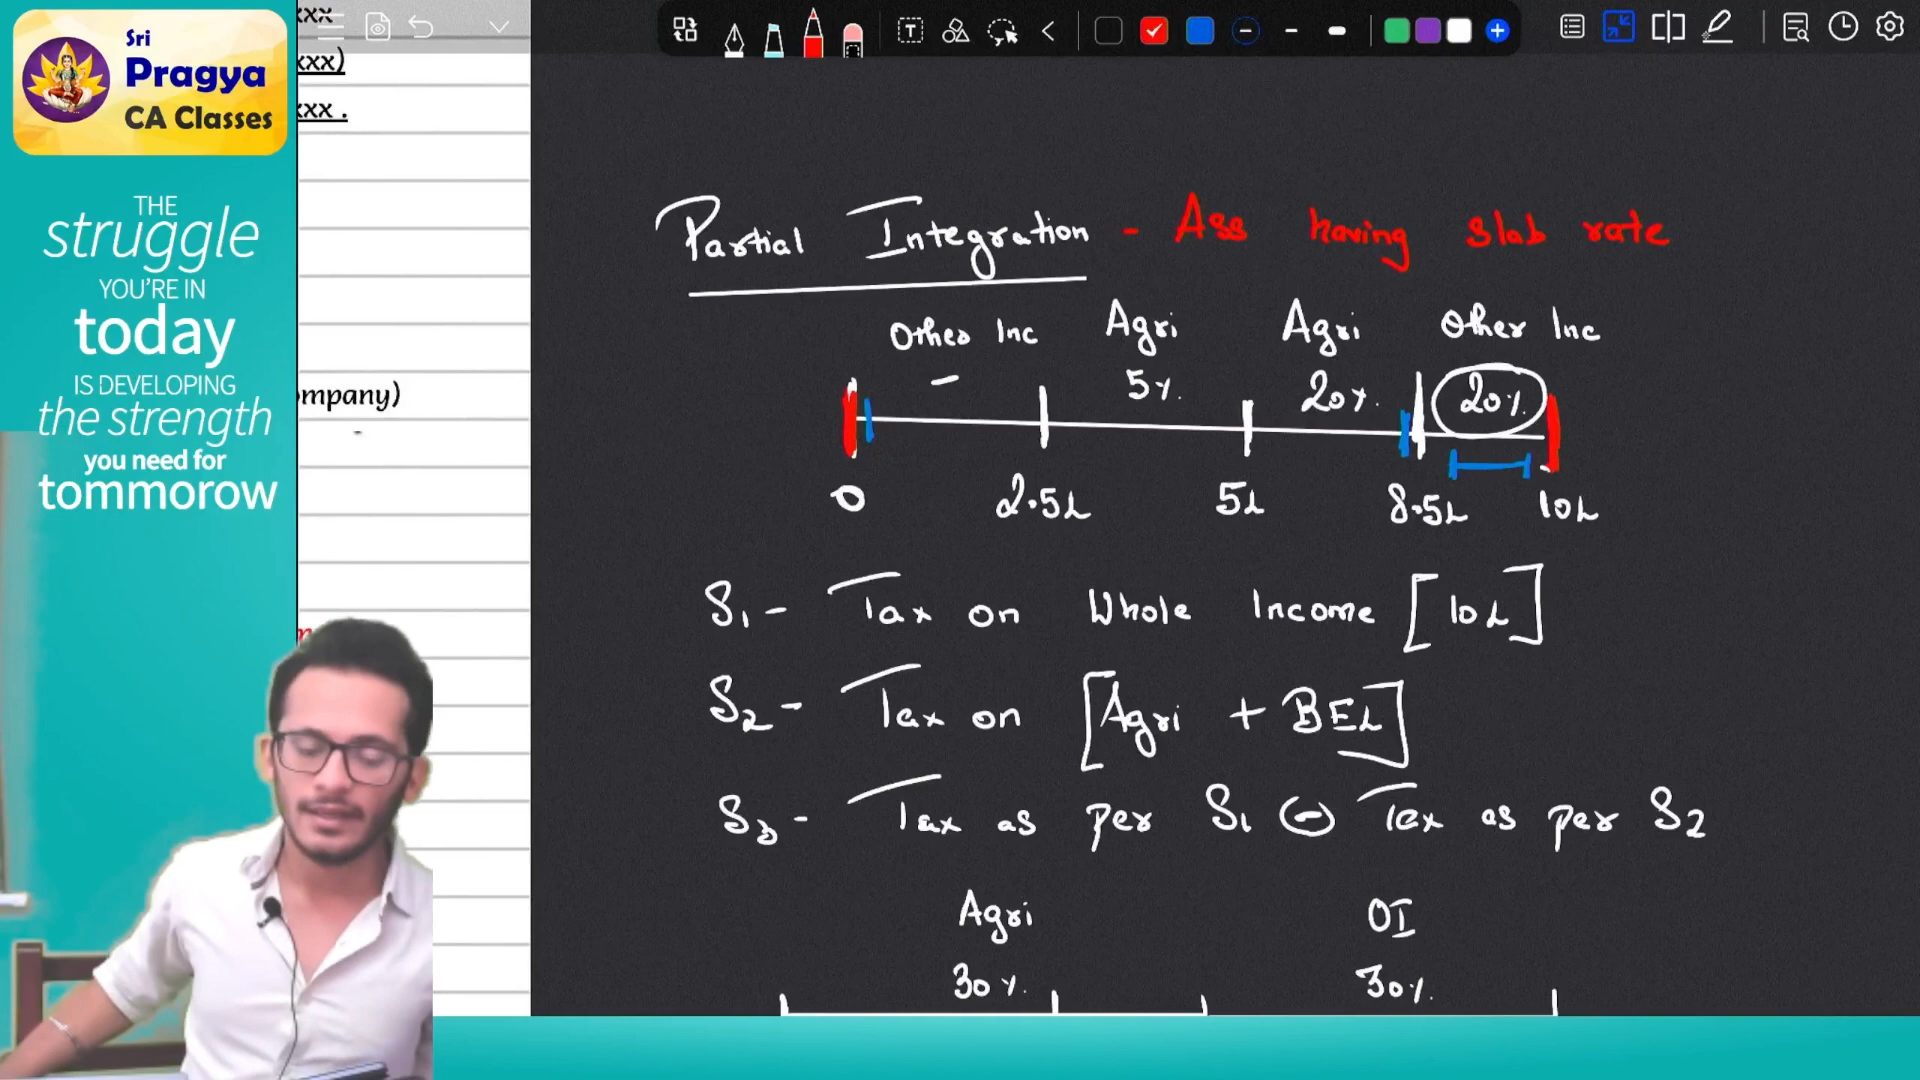 Sri
Pragya
CA Classes
THE
struggle
YOU'RE IN
today
IS DEVELOPING
the strength
you need for
tommorow
xxx
xxx)
xxx .
ompany)
-
Partial Integration - Ass having slab rate
Other Inc Agri Agri Other Inc
- 5% 20% 20%
0 2.5L 5L 8.5L 10L
S1 - Tax on Whole Income [10L]
S2 - Tax on [Agri + BEL]
S3 - Tax as per S1 ⊖ Tax as per S2
Agri OI
30% 30%